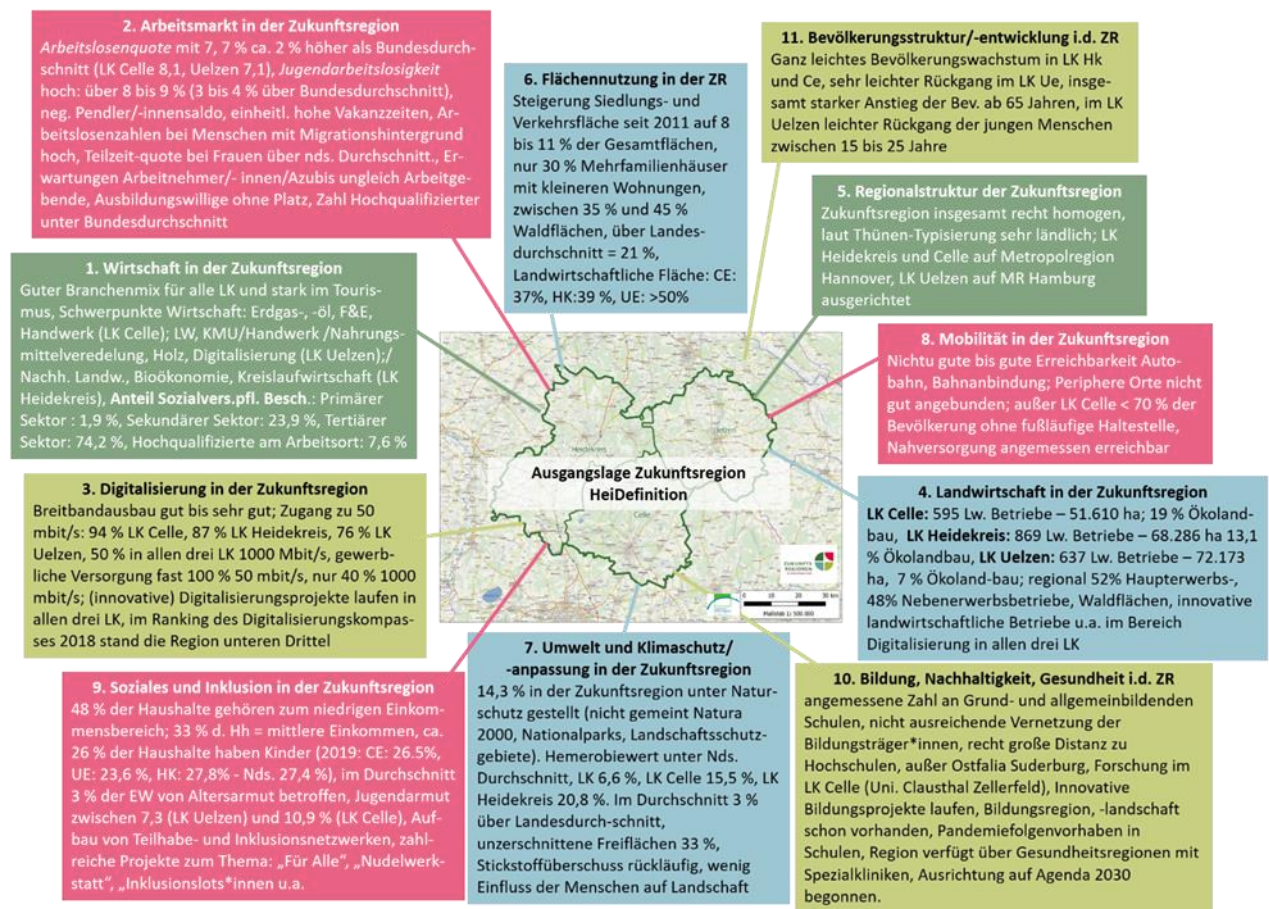 2. Arbeitsmarkt in der Zukunftsregion
Arbeitslosenquote mit 7, 7 % ca. 2 % höher als Bundesdurch-
schnitt (LK Celle 8,1, Uelzen 7,1), Jugendarbeitslosigkeit
hoch: über 8 bis 9 % (3 bis 4 % über Bundesdurchschnitt),
neg. Pendler/-innensaldo, einheitl. hohe Vakanzzeiten, Ar-
beitslosenzahlen bei Menschen mit Migrationshintergrund
hoch, Teilzeit-quote bei Frauen über nds. Durchschnitt., Er-
wartungen Arbeitnehmer/- innen/Azubis ungleich Arbeitge-
bende, Ausbildungswillige ohne Platz, Zahl Hochqualifizierter
unter Bundesdurchschnitt
6. Flächennutzung in der ZR
Steigerung Siedlungs- und
Verkehrsfläche seit 2011 auf 8
bis 11 % der Gesamtflächen,
nur 30 % Mehrfamilienhäuser
mit kleineren Wohnungen,
zwischen 35 % und 45 %
Waldflächen, über Landes-
durchschnitt = 21 %,
Landwirtschaftliche Fläche: CE:
37%, HK:39 %, UE: >50%
11. Bevölkerungsstruktur/-entwicklung i.d. ZR
Ganz leichtes Bevölkerungswachstum in LK Hk
und Ce, sehr leichter Rückgang im LK Ue, insge-
samt starker Anstieg der Bev. ab 65 Jahren, im LK
Uelzen leichter Rückgang der jungen Menschen
zwischen 15 bis 25 Jahre
5. Regionalstruktur der Zukunftsregion
Zukunftsregion insgesamt recht homogen,
laut Thünen-Typisierung sehr ländlich; LK
Heidekreis und Celle auf Metropolregion
Hannover, LK Uelzen auf MR Hamburg
ausgerichtet
1. Wirtschaft in der Zukunftsregion
Guter Branchenmix für alle LK und stark im Touris-
mus, Schwerpunkte Wirtschaft: Erdgas-, -öl, F&E,
Handwerk (LK Celle); LW, KMU/Handwerk /Nahrungs-
mittelveredelung, Holz, Digitalisierung (LK Uelzen);/
Nachh. Landw., Bioökonomie, Kreislaufwirtschaft (LK
Heidekreis), Anteil Sozialvers.pfl. Besch.: Primärer
Sektor : 1,9 %, Sekundärer Sektor: 23,9 %, Tertiärer
Sektor: 74,2 %, Hochqualifizierte am Arbeitsort: 7,6 %
8. Mobilität in der Zukunftsregion
Nichtu gute bis gute Erreichbarkeit Auto-
bahn, Bahnanbindung; Periphere Orte nicht
gut angebunden; außer LK Celle < 70 % der
Bevölkerung ohne fußläufige Haltestelle,
Nahversorgung angemessen erreichbar
Heidekreis
Uelzen
Ausgangslage Zukunftsregion
HeiDefinition
Celle
ZUKUNFTS
REGIONEN
0 10 20 30 km
Maßstab 1: 500.000
3. Digitalisierung in der Zukunftsregion
Breitbandausbau gut bis sehr gut; Zugang zu 50
mbit/s: 94 % LK Celle, 87 % LK Heidekreis, 76 % LK
Uelzen, 50 % in allen drei LK 1000 Mbit/s, gewerb-
liche Versorgung fast 100 % 50 mbit/s, nur 40 % 1000
mbit/s; (innovative) Digitalisierungsprojekte laufen in
allen drei LK, im Ranking des Digitalisierungskompas-
ses 2018 stand die Region unteren Drittel
4. Landwirtschaft in der Zukunftsregion
LK Celle: 595 Lw. Betriebe – 51.610 ha; 19 % Ökoland-
bau, LK Heidekreis: 869 Lw. Betriebe – 68.286 ha 13,1
% Ökolandbau, LK Uelzen: 637 Lw. Betriebe – 72.173
ha, 7 % Ökoland-bau; regional 52% Haupterwerbs-,
48% Nebenerwerbsbetriebe, Waldflächen, innovative
landwirtschaftliche Betriebe u.a. im Bereich
Digitalisierung in allen drei LK
9. Soziales und Inklusion in der Zukunftsregion
48 % der Haushalte gehören zum niedrigen Einkom-
mensbereich; 33 % d. Hh = mittlere Einkommen, ca.
26 % der Haushalte haben Kinder (2019: CE: 26.5%,
UE: 23,6 %, HK: 27,8% - Nds. 27,4 %), im Durchschnitt
3 % der EW von Altersarmut betroffen, Jugendarmut
zwischen 7,3 (LK Uelzen) und 10,9 % (LK Celle), Auf-
bau von Teilhabe- und Inklusionsnetzwerken, zahl-
reiche Projekte zum Thema: „Für Alle", „Nudelwerk-
statt", „Inklusionslots*innen u.a.
7. Umwelt und Klimaschutz/
-anpassung in der Zukunftsregion
14,3 % in der Zukunftsregion unter Natur-
schutz gestellt (nicht gemeint Natura
2000, Nationalparks, Landschaftsschutz-
gebiete). Hemerobiewert unter Nds.
Durchschnitt, LK 6,6 %, LK Celle 15,5 %, LK
Heidekreis 20,8 %. Im Durchschnitt 3 %
über Landesdurch-schnitt,
unzerschnittene Freiflächen 33 %,
Stickstoffüberschuss rückläufig, wenig
Einfluss der Menschen auf Landschaft
10. Bildung, Nachhaltigkeit, Gesundheit i.d. ZR
angemessene Zahl an Grund- und allgemeinbildenden
Schulen, nicht ausreichende Vernetzung der
Bildungsträger*innen, recht große Distanz zu
Hochschulen, außer Ostfalia Suderburg, Forschung im
LK Celle (Uni. Clausthal Zellerfeld), Innovative
Bildungsprojekte laufen, Bildungsregion, -landschaft
schon vorhanden, Pandemiefolgenvorhaben in
Schulen, Region verfügt über Gesundheitsregionen mit
Spezialkliniken, Ausrichtung auf Agenda 2030
begonnen.